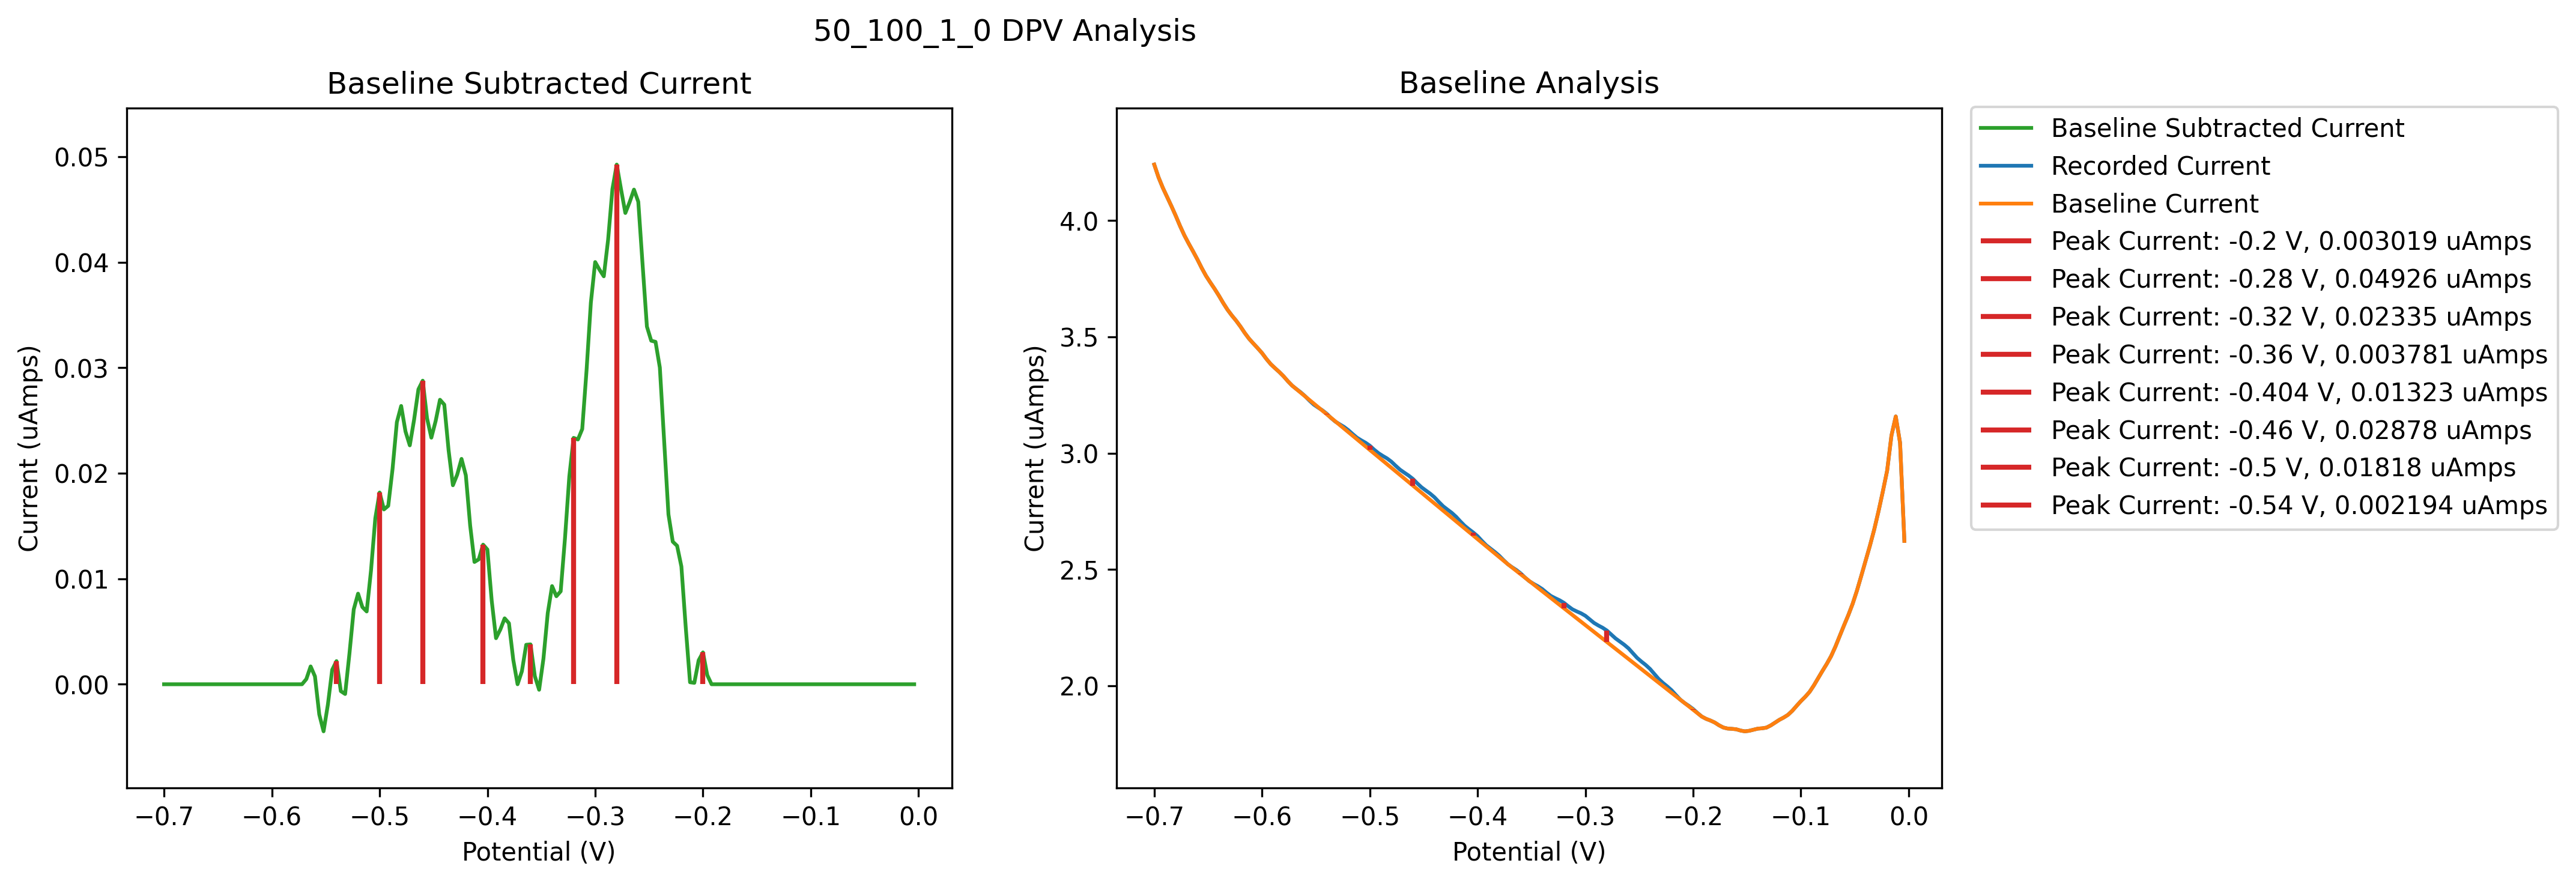 50_100_1_0 DPV Analysis
Baseline Subtracted Current
Current (uAmps)
0.05
0.04
0.03
0.02
0.01
0.00
−0.7 −0.6 −0.5 −0.4 −0.3 −0.2 −0.1 0.0
Potential (V)
Baseline Analysis
Current (uAmps)
4.0
3.5
3.0
2.5
2.0
−0.7 −0.6 −0.5 −0.4 −0.3 −0.2 −0.1 0.0
Potential (V)
Baseline Subtracted Current
Recorded Current
Baseline Current
Peak Current: -0.2 V, 0.003019 uAmps
Peak Current: -0.28 V, 0.04926 uAmps
Peak Current: -0.32 V, 0.02335 uAmps
Peak Current: -0.36 V, 0.003781 uAmps
Peak Current: -0.404 V, 0.01323 uAmps
Peak Current: -0.46 V, 0.02878 uAmps
Peak Current: -0.5 V, 0.01818 uAmps
Peak Current: -0.54 V, 0.002194 uAmps